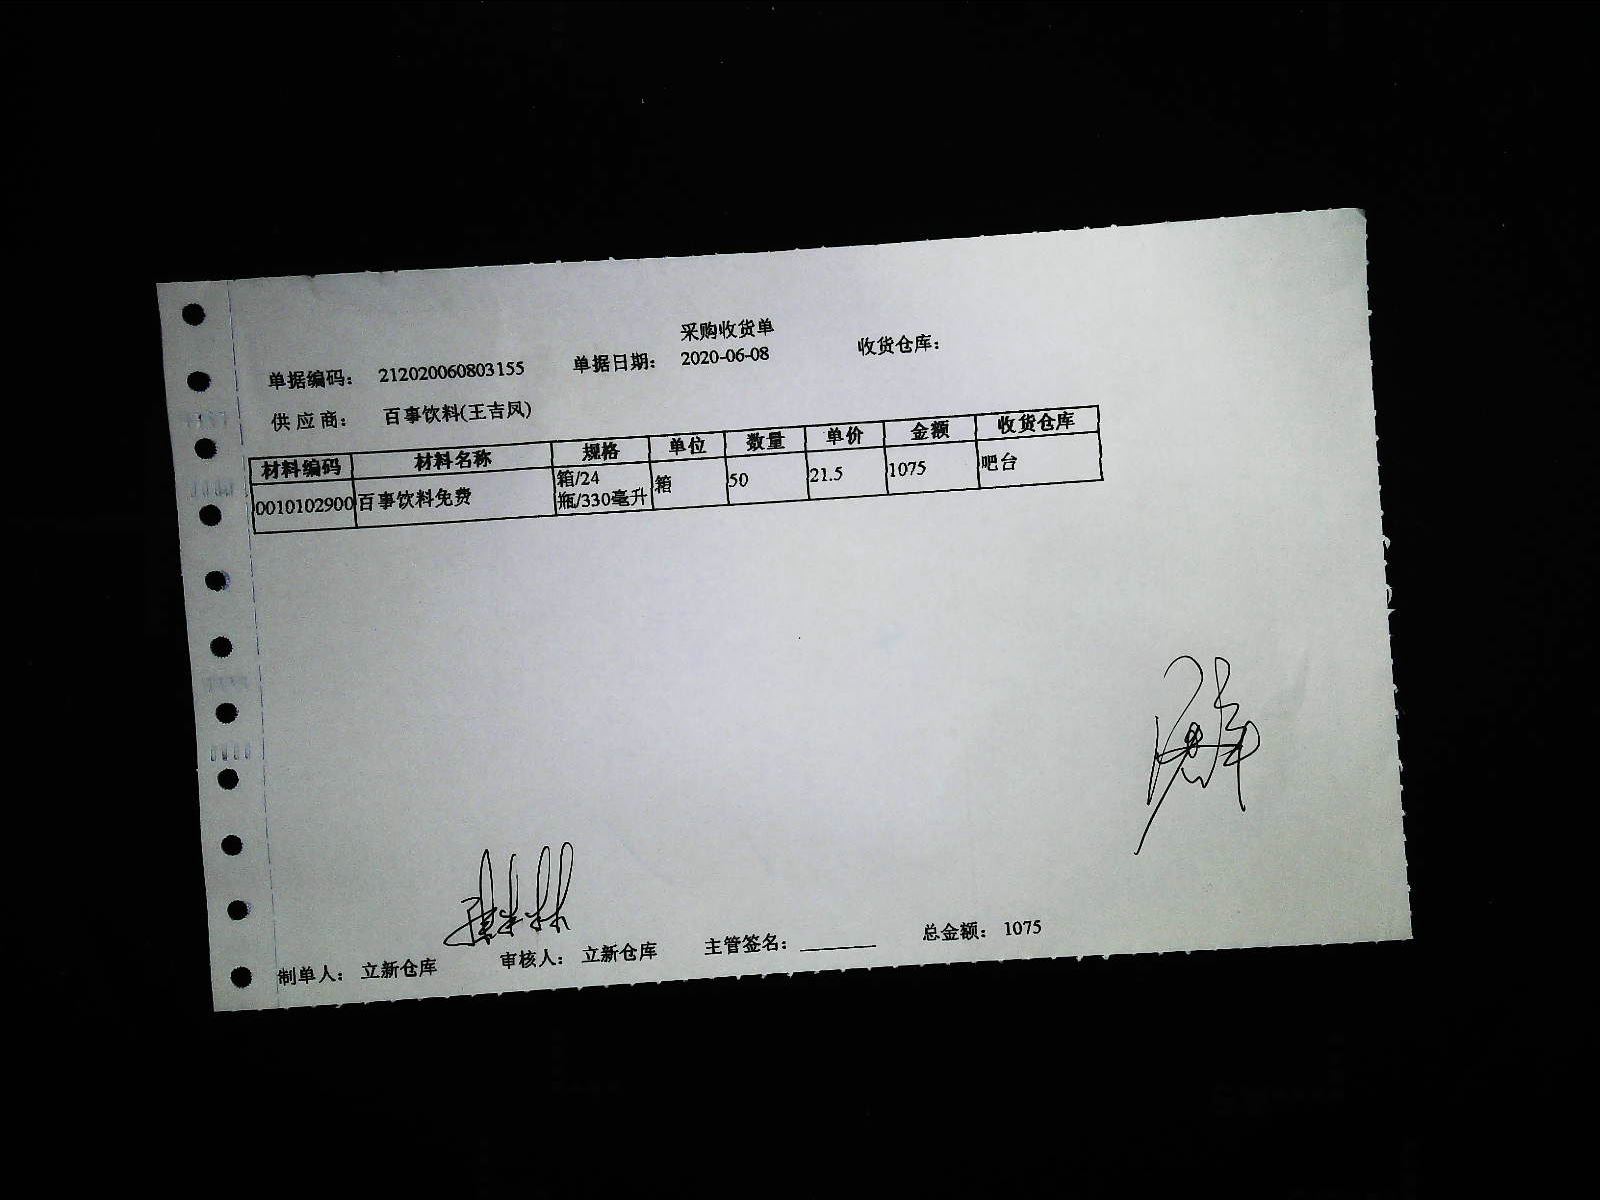 采购收货单
单据编码： 212020060803155 单据日期： 2020-06-08 收货仓库：
供应商： 百事饮料(王吉凤)
材料编码 材料名称 规格 单位 数量 单价 金额 收货仓库
0010102900 百事饮料免费 箱/24瓶/330毫升 箱 50 21.5 1075 吧台
制单人： 立新仓库 审核人： 立新仓库 主管签名： ________ 总金额： 1075